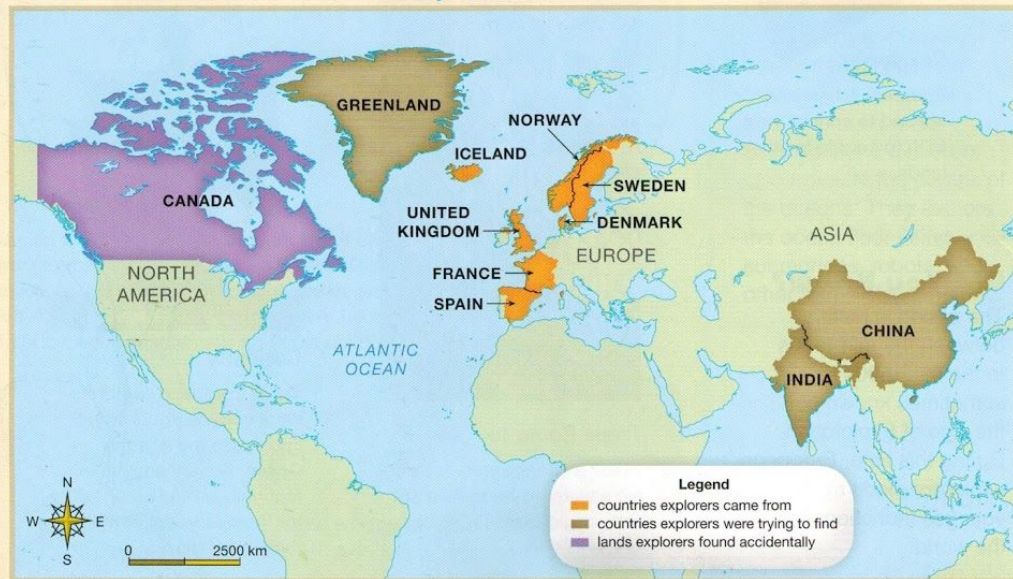 GREENLAND
NORWAY
ICELAND
SWEDEN
CANADA
UNITED
KINGDOM
DENMARK
ASIA
EUROPE
NORTH
AMERICA
FRANCE
SPAIN
CHINA
ATLANTIC
OCEAN
INDIA
N
W
E
S
0
2500 km
Legend
countries explorers came from
countries explorers were trying to find
lands explorers found accidentally